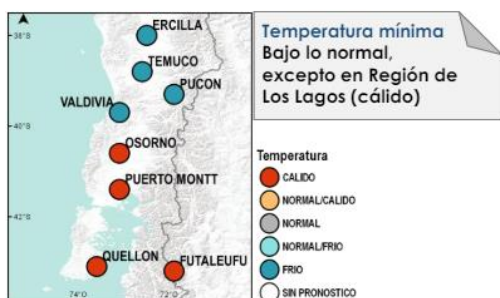 38°S
ERCILLA
TEMUCO
PUCON
VALDIVIA
40°S
OSORNO
PUERTO MONTT
42°S
QUELLON
FUTALEUFU
74°O
72°O
Temperatura mínima
Bajo lo normal,
excepto en Región de
Los Lagos (cálido)
Temperatura
CALIDO
NORMAL/CALIDO
NORMAL
NORMAL/FRIO
FRIO
SIN PRONOSTICO